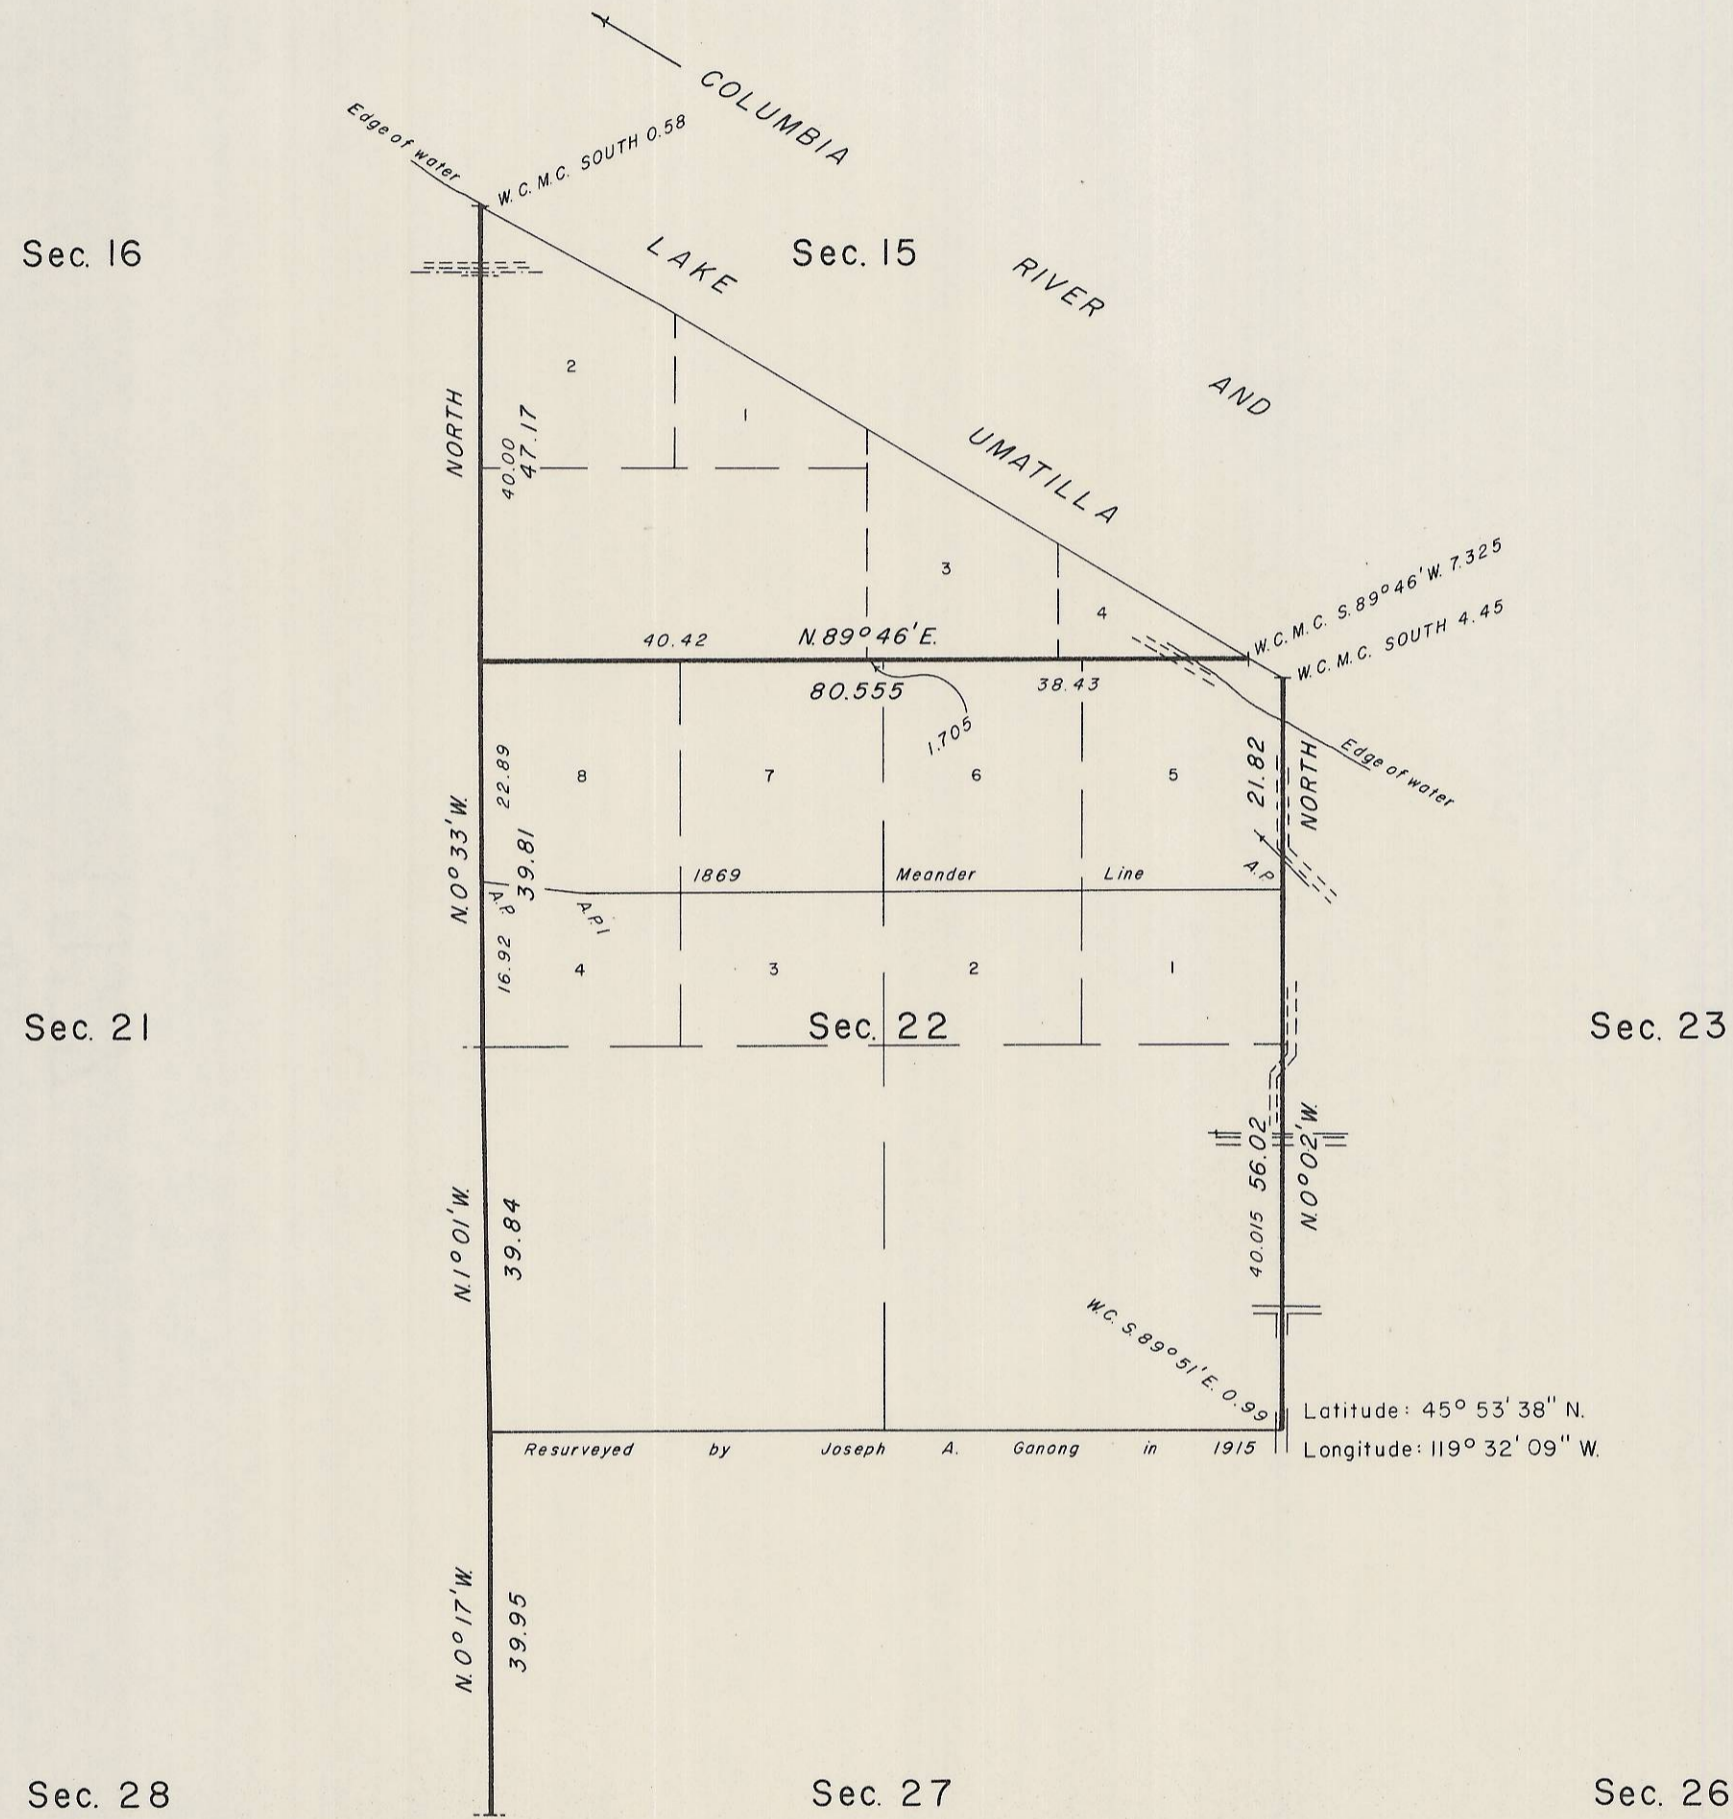 COLUMBIA
Edge of water
W. C. M. C. SOUTH 0.58
Sec. 16
LAKE
Sec. 15
RIVER
2
AND
NORTH
40.00
47.17
1
UMATILLA
3
4
W. C. M. C. S. 89° 46' W. 7.325
W. C. M. C. SOUTH 4.45
40.42
N. 89° 46' E.
80.555
38.43
1.705
22.89
8
7
6
5
21.82
NORTH
Edge of water
N. 0° 33' W.
39.81
1869 Meander Line
A.P.
A.P.
A.P. 1
16.92
4
3
2
1
Sec. 21
Sec. 22
Sec. 23
56.02
N. 0° 02' W.
40.015
N. 1° 01' W.
39.84
W. C. S. 89° 51' E. 0.99
Latitude: 45° 53' 38" N.
Resurveyed by Joseph A. Ganong in 1915
Longitude: 119° 32' 09" W.
N. 0° 17' W.
39.95
Sec. 28
Sec. 27
Sec. 26